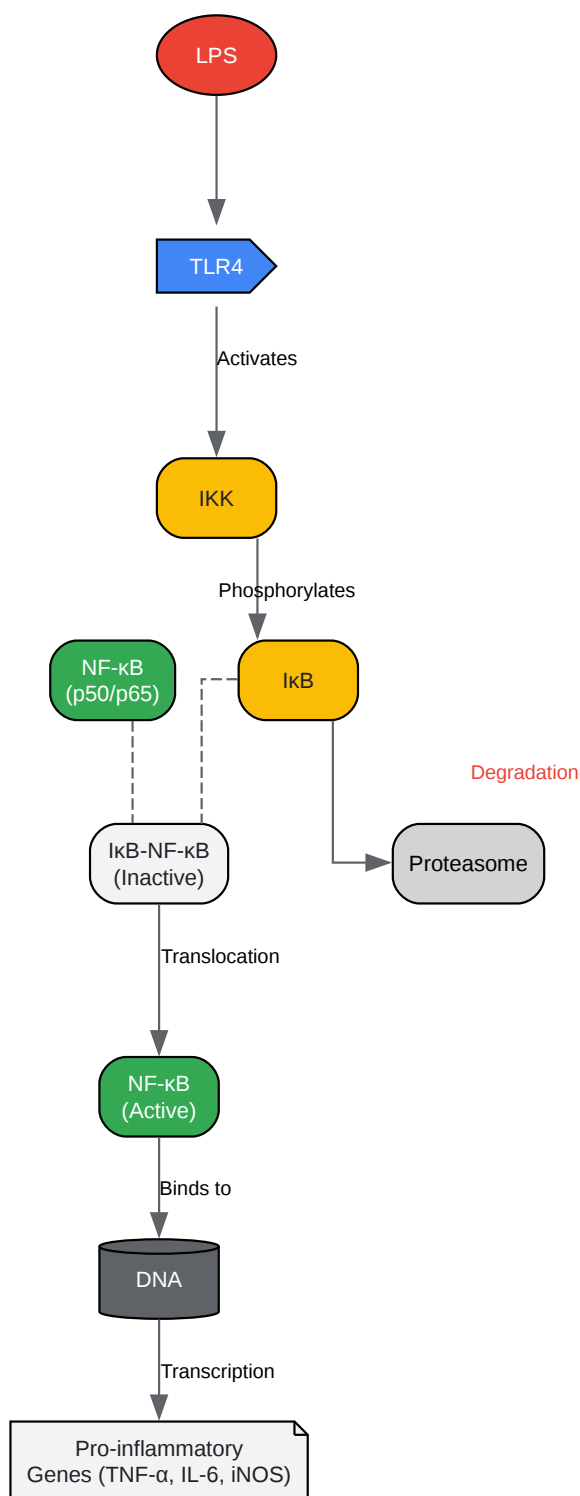 LPS
TLR4
Activates
IKK
Phosphorylates
NF-κB
(p50/p65)
IκB
Degradation
IκB-NF-κB
(Inactive)
Proteasome
Translocation
NF-κB
(Active)
Binds to
DNA
Transcription
Pro-inflammatory
Genes (TNF-α, IL-6, iNOS)